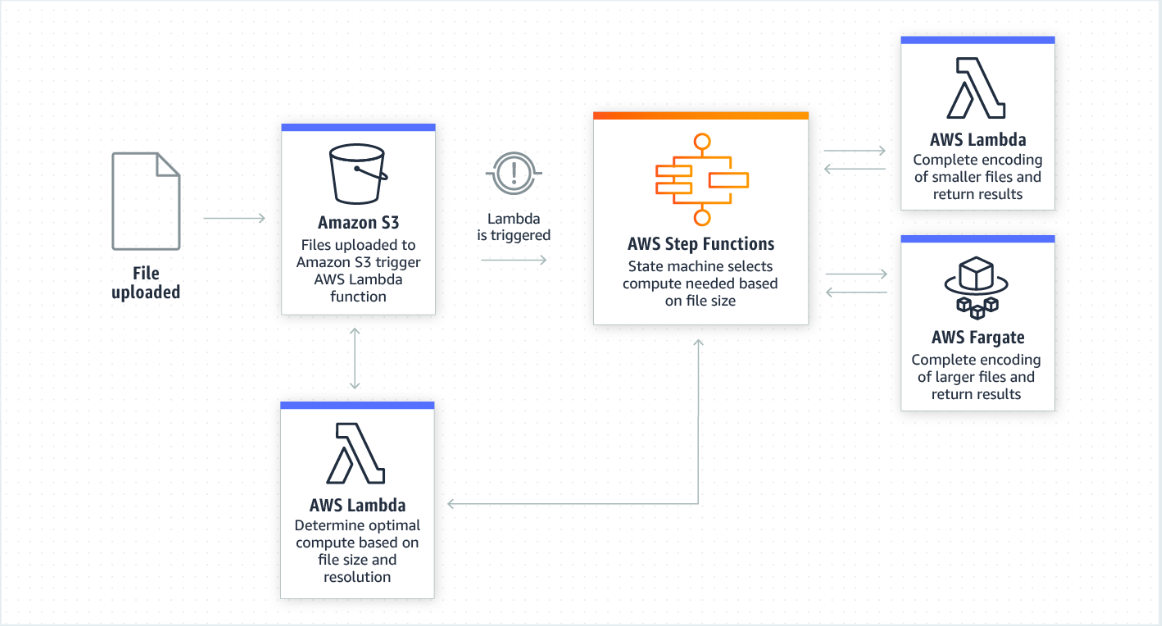 File
uploaded
Amazon S3
Files uploaded to
Amazon S3 trigger
AWS Lambda
function
Lambda
is triggered
AWS Step Functions
State machine selects
compute needed based
on file size
AWS Lambda
Complete encoding
of smaller files and
return results
AWS Fargate
Complete encoding
of larger files and
return results
AWS Lambda
Determine optimal
compute based on
file size and
resolution